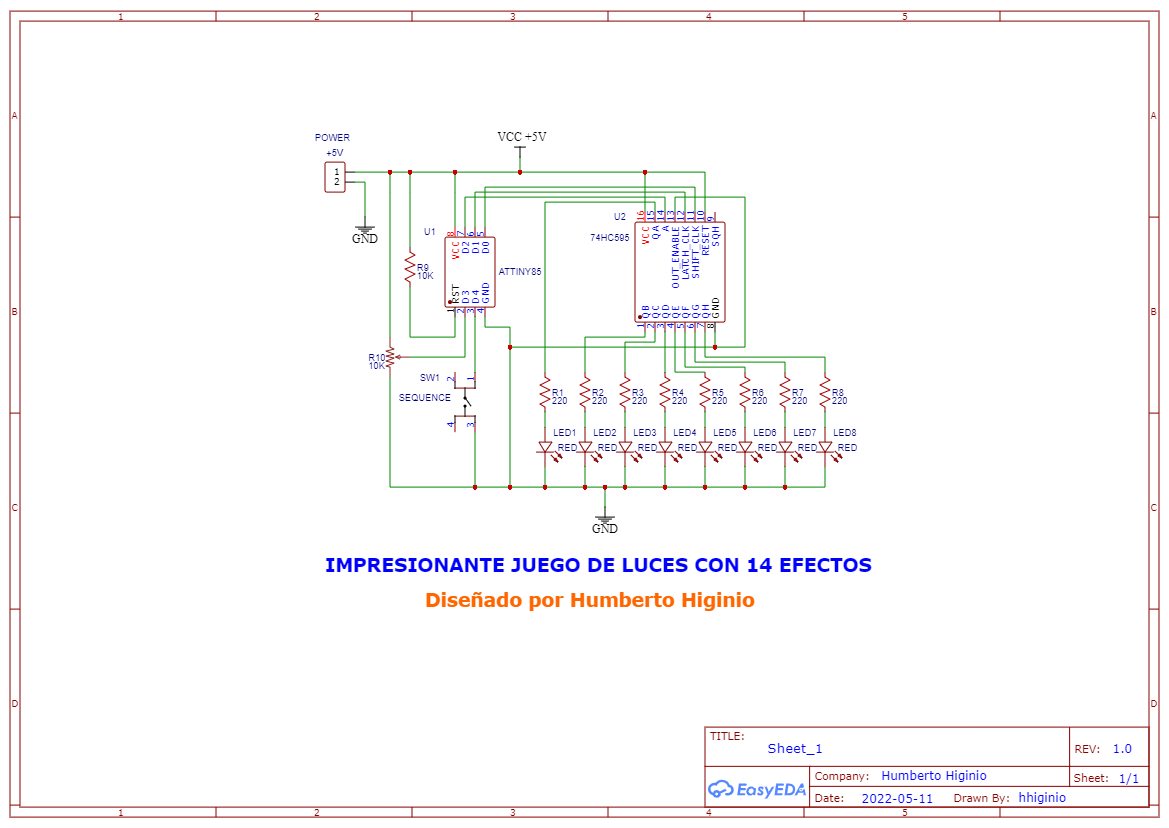 1 2 3 4 5
A A
POWER
+5V
1
2
GND
VCC +5V
U1
8 7 6 5
VCC D2 D1 D0
ATTINY85
RST D3 D4 GND
1 2 3 4
R9
10K
R10
10K
SW1
SEQUENCE
2 1
4 3
U2
74HC595
16 15 14 13 12 11 10 9
VCC QA A OUT_ENABLE LATCH_CLK SHIFT_CLK RESET SQH
QB QC QD QE QF QG QH GND
1 2 3 4 5 6 7 8
B B
R1 R2 R3 R4 R5 R6 R7 R8
220 220 220 220 220 220 220 220
LED1 LED2 LED3 LED4 LED5 LED6 LED7 LED8
RED RED RED RED RED RED RED RED
C C
GND
IMPRESIONANTE JUEGO DE LUCES CON 14 EFECTOS
Diseñado por Humberto Higinio
D D
TITLE:
Sheet_1
REV: 1.0
EasyEDA
Company: Humberto Higinio
Sheet: 1/1
Date: 2022-05-11 Drawn By: hhiginio
1 2 3 4 5